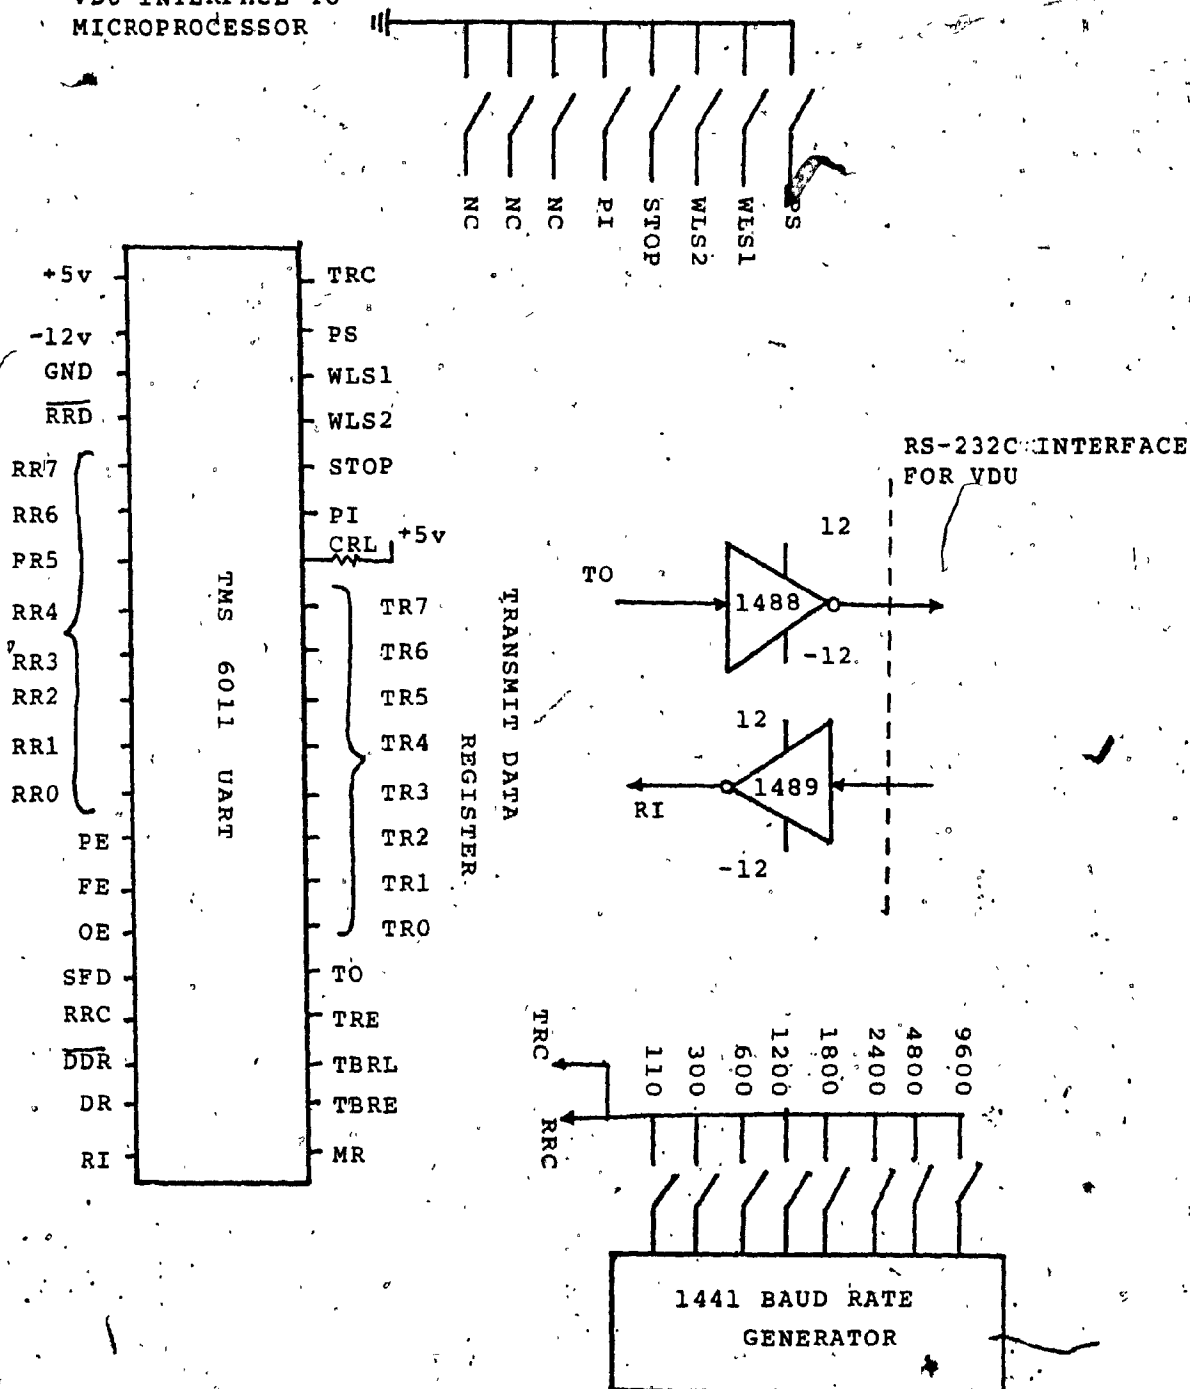 VDU INTERFACE TO
MICROPROCESSOR
NC
NC
NC
PI
STOP
WLS2
WLS1
PS
+5v
-12v
GND
RRD
RR7
RR6
PR5
RR4
RR3
RR2
RR1
RR0
PE
FE
OE
SFD
RRC
DDR
DR
RI
TMS 6011 UART
TRC
PS
WLS1
WLS2
STOP
PI
CRL
+5v
TR7
TR6
TR5
TR4
TR3
TR2
TR1
TR0
TO
TRE
TBRL
TBRE
MR
TRANSMIT DATA
REGISTER
RS-232C INTERFACE
FOR VDU
12
TO
1488
-12
12
1489
RI
-12
TRC
RRC
110
300
600
1200
1800
2400
4800
9600
1441 BAUD RATE
GENERATOR